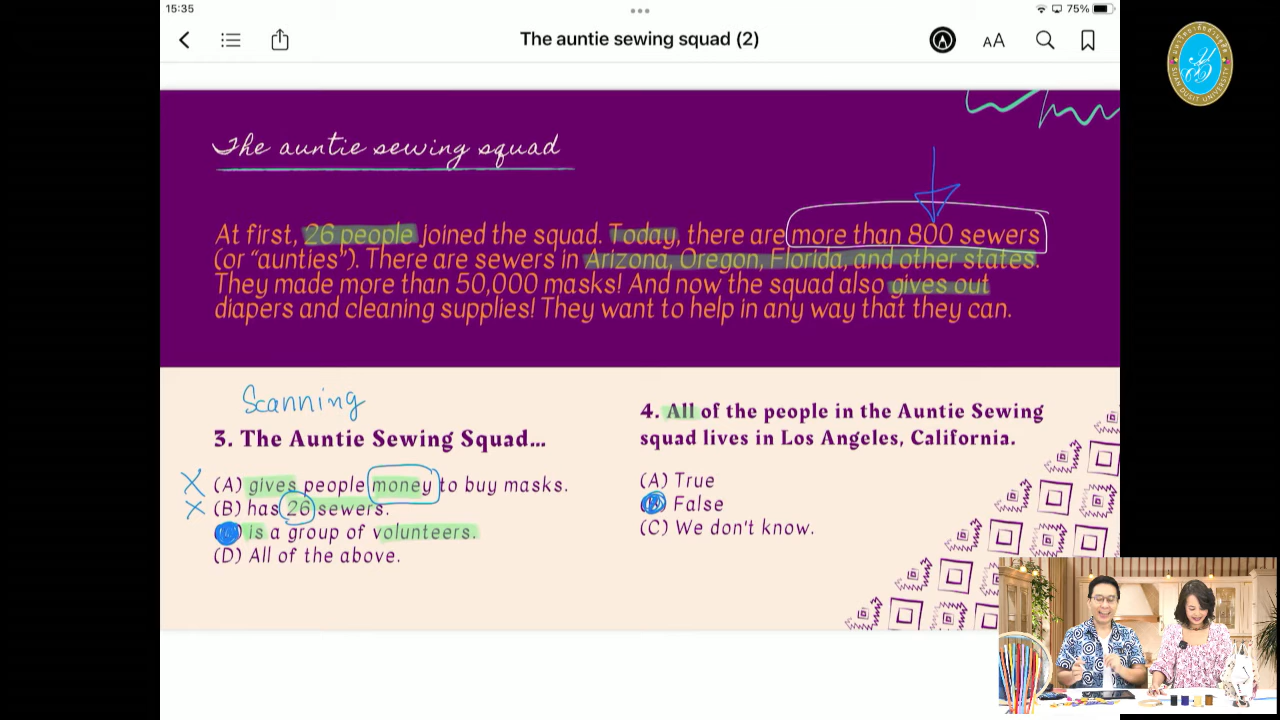 15:35
75%
The auntie sewing squad (2)
AA
SUAN DUSIT UNIVERSITY
The auntie sewing squad
At first, 26 people joined the squad. Today, there are more than 800 sewers
(or “aunties”). There are sewers in Arizona, Oregon, Florida, and other states.
They made more than 50,000 masks! And now the squad also gives out
diapers and cleaning supplies! They want to help in any way that they can.
Scanning
3. The Auntie Sewing Squad...
(A) gives people money to buy masks.
(B) has 26 sewers.
is a group of volunteers.
(D) All of the above.
4. All of the people in the Auntie Sewing
squad lives in Los Angeles, California.
(A) True
(B) False
(C) We don't know.